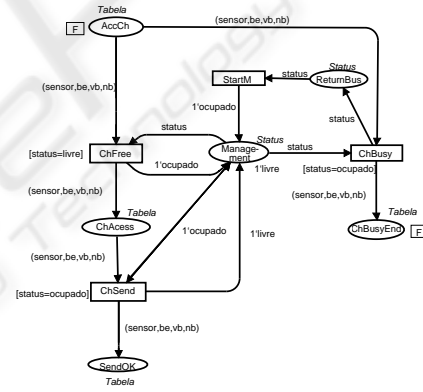 Tabela
F
AccCh
(sensor,be,vb,nb)
Status
StartM
status
ReturnBus
(sensor,be,vb,nb)
1'ocupado
status
status
Status
[status=livre]
ChFree
Manage-
ment
status
ChBusy
1'ocupado
1'livre
[status=ocupado]
(sensor,be,vb,nb)
(sensor,be,vb,nb)
Tabela
Tabela
ChAcess
1'ocupado
1'livre
ChBusyEnd
F
(sensor,be,vb,nb)
[status=ocupado]
ChSend
(sensor,be,vb,nb)
SendOK
Tabela